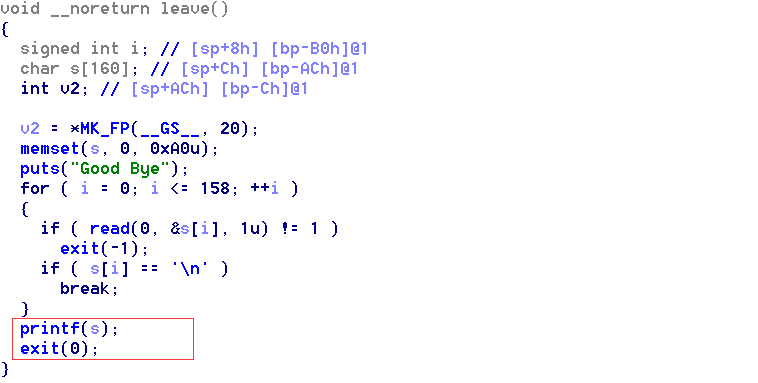 void __noreturn leave()
{
  signed int i; // [sp+8h] [bp-B0h]@1
  char s[160]; // [sp+Ch] [bp-ACh]@1
  int v2; // [sp+ACh] [bp-Ch]@1

  v2 = *MK_FP(__GS__, 20);
  memset(s, 0, 0xA0u);
  puts("Good Bye");
  for ( i = 0; i <= 158; ++i )
  {
    if ( read(0, &s[i], 1u) != 1 )
      exit(-1);
    if ( s[i] == '\n' )
      break;
  }
  printf(s);
  exit(0);
}